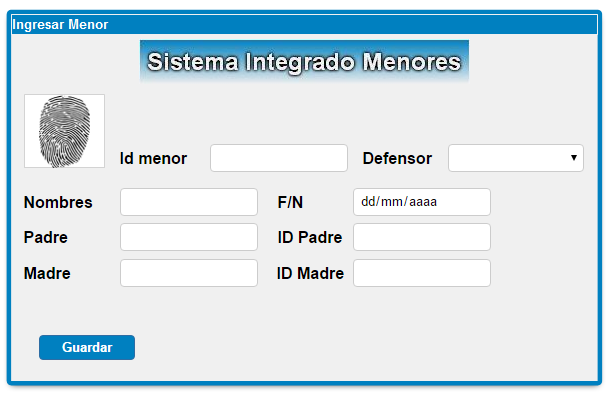 Ingresar Menor
Sistema Integrado Menores
Id menor Defensor
Nombres F/N dd/mm/aaaa
Padre ID Padre
Madre ID Madre
Guardar